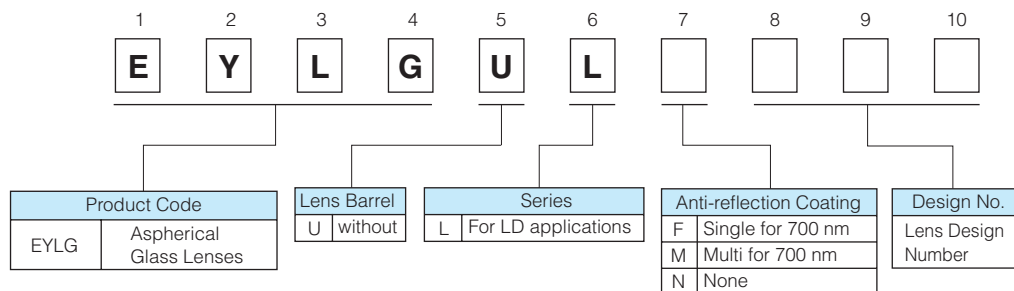 1 2 3 4 5 6 7 8 9 10
E Y L G U L
Product Code
EYLG Aspherical
Glass Lenses
Lens Barrel
U without
Series
L For LD applications
Anti-reflection Coating
F Single for 700 nm
M Multi for 700 nm
N None
Design No.
Lens Design
Number